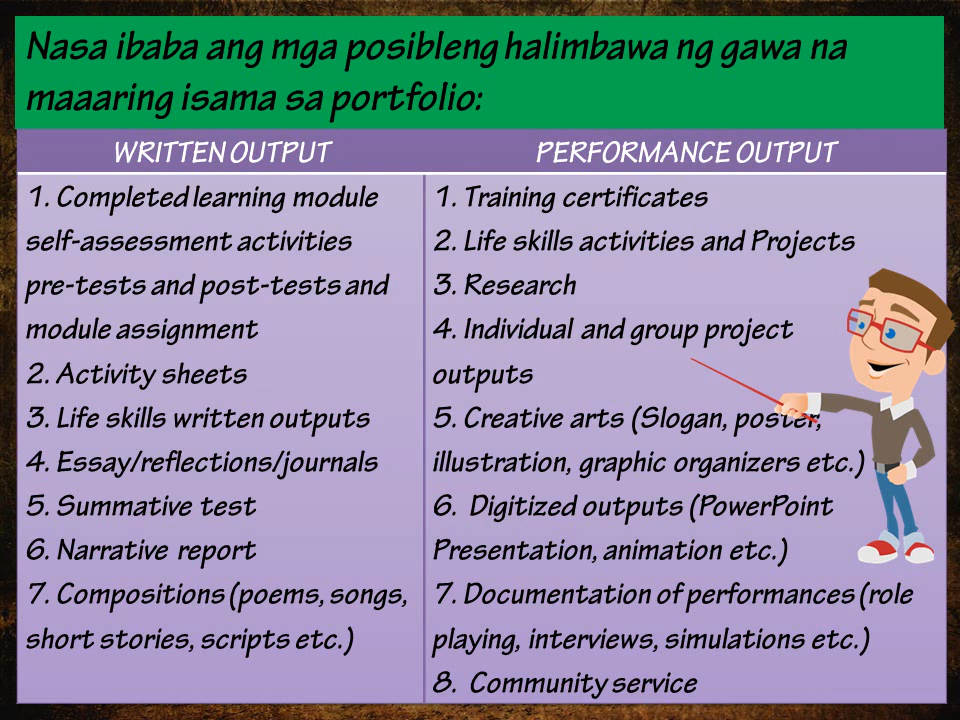 Nasa ibaba ang mga posibleng halimbawa ng gawa na
maaaring isama sa portfolio:
WRITTEN OUTPUT
1. Completed learning module
self-assessment activities
pre-tests and post-tests and
module assignment
2. Activity sheets
3. Life skills written outputs
4. Essay/reflections/journals
5. Summative test
6. Narrative report
7. Compositions (poems, songs,
short stories, scripts etc.)
PERFORMANCE OUTPUT
1. Training certificates
2. Life skills activities and Projects
3. Research
4. Individual and group project
outputs
5. Creative arts (Slogan, poster,
illustration, graphic organizers etc.)
6. Digitized outputs (PowerPoint
Presentation, animation etc.)
7. Documentation of performances (role
playing, interviews, simulations etc.)
8. Community service